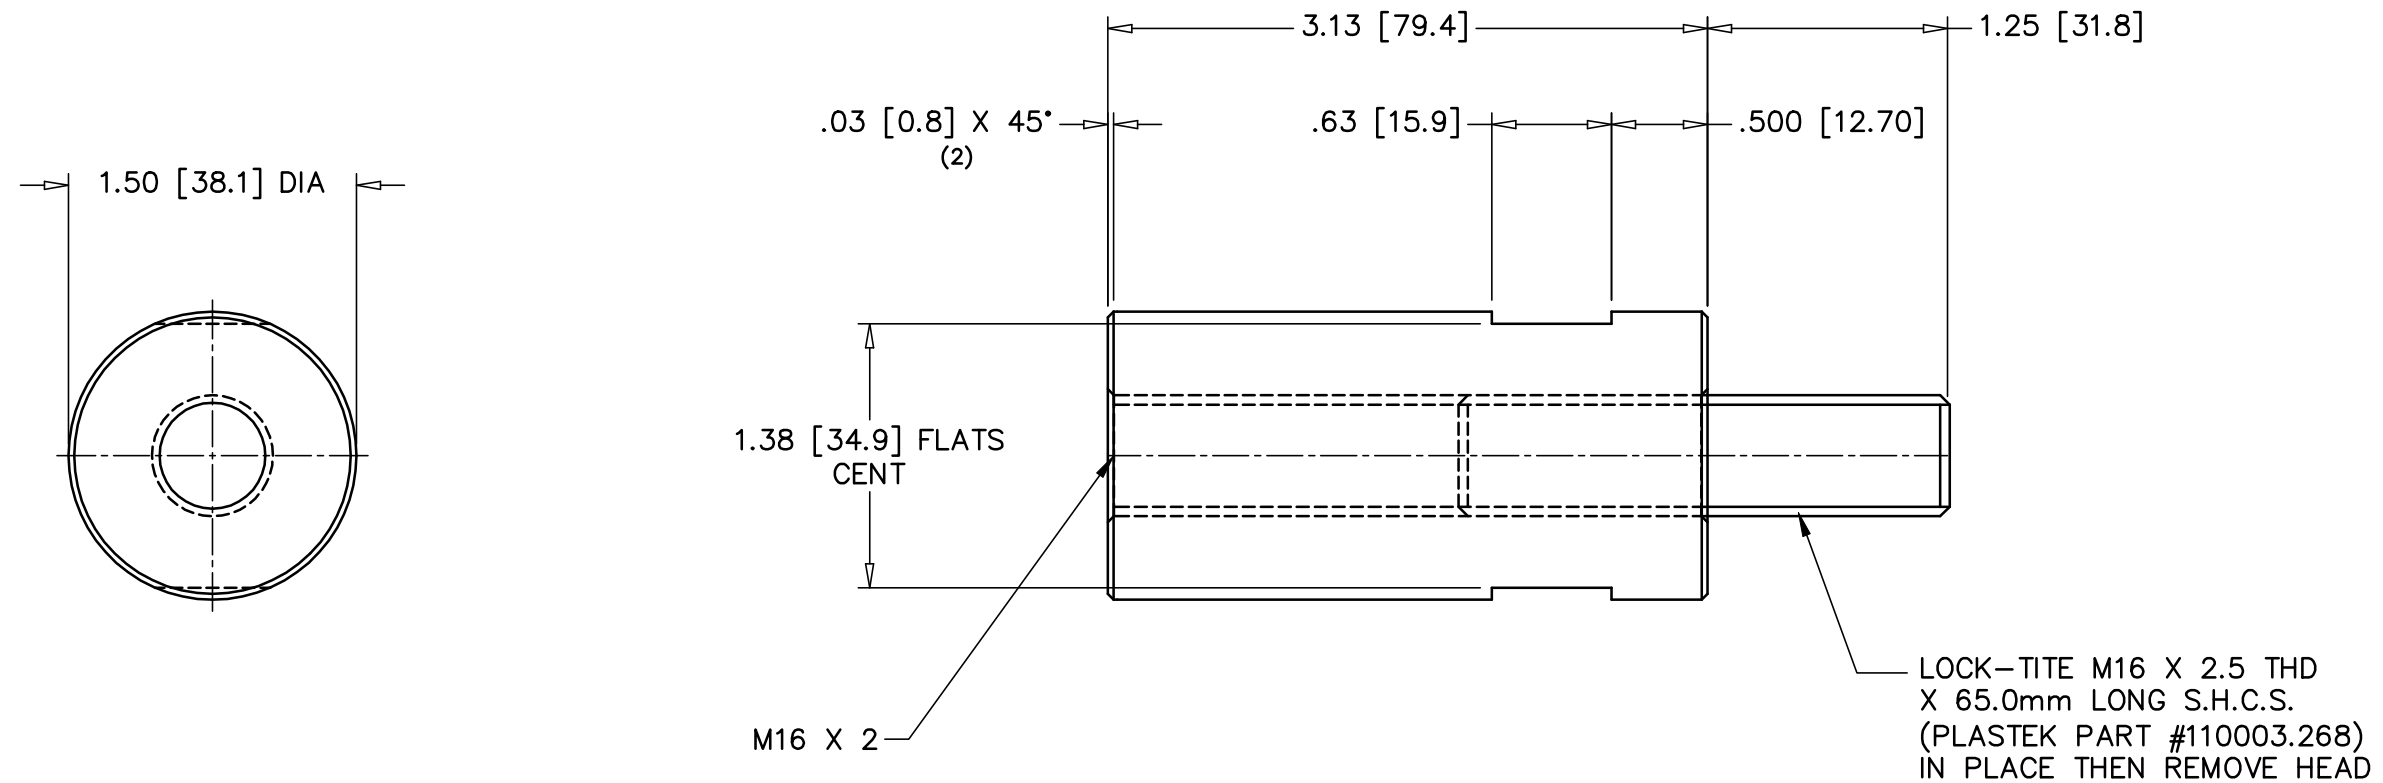 3.13 [79.4]
1.25 [31.8]
.03 [0.8] X 45°
(2)
.63 [15.9]
.500 [12.70]
1.50 [38.1] DIA
1.38 [34.9] FLATS
CENT
M16 X 2
LOCK-TITE M16 X 2.5 THD
X 65.0mm LONG S.H.C.S.
(PLASTEK PART #110003.268)
IN PLACE THEN REMOVE HEAD